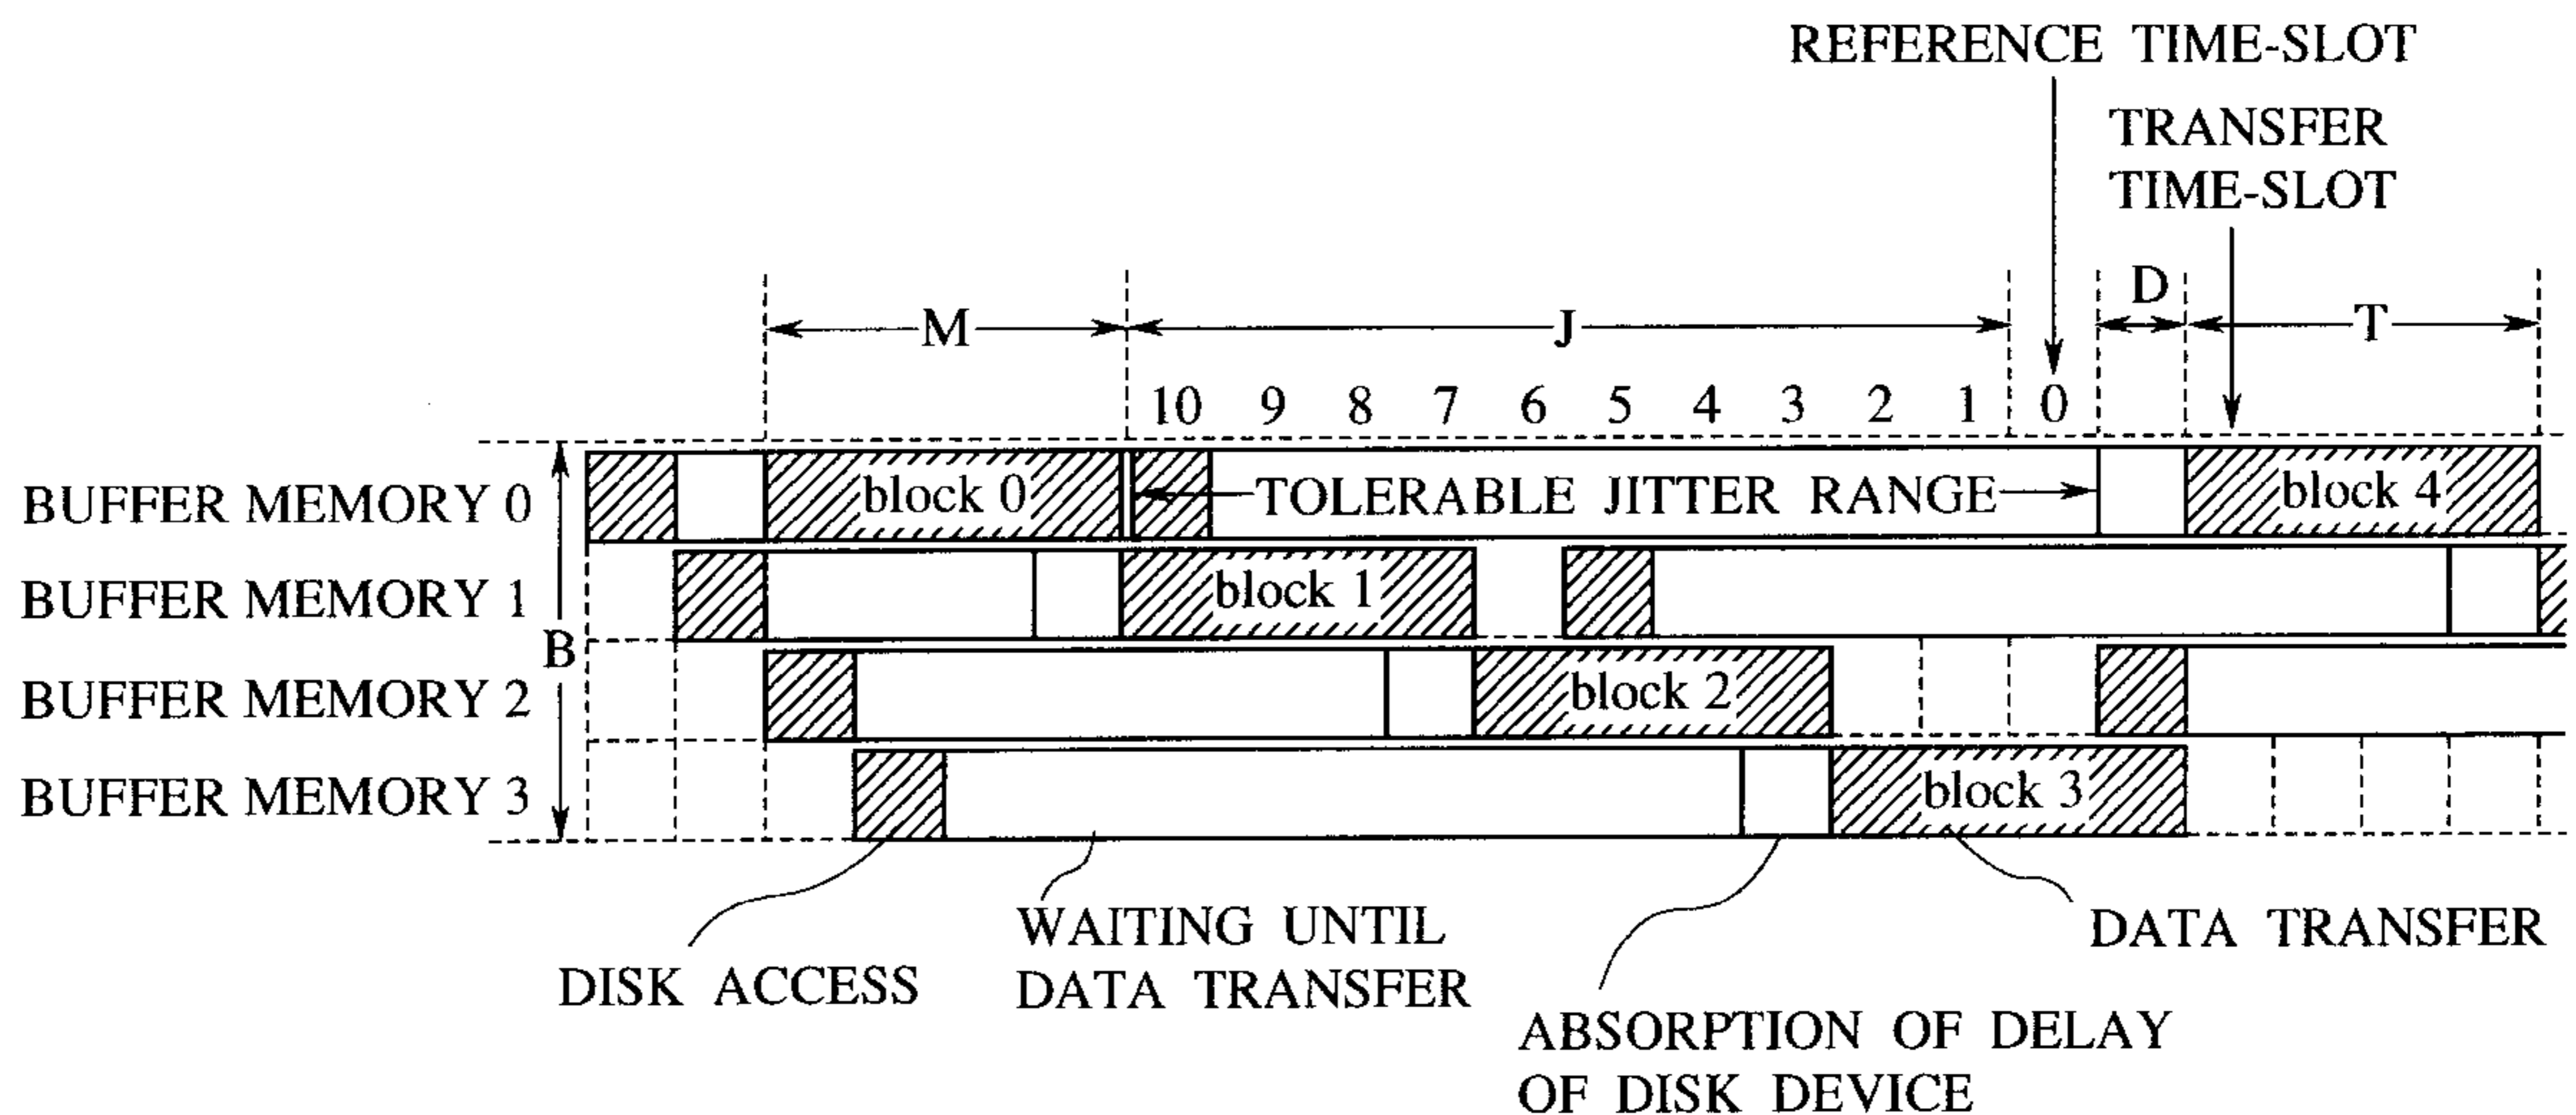 REFERENCE TIME-SLOT
TRANSFER
TIME-SLOT
M
J
D
T
10 9 8 7 6 5 4 3 2 1 0
BUFFER MEMORY 0
block 0
TOLERABLE JITTER RANGE
block 4
BUFFER MEMORY 1
block 1
B
BUFFER MEMORY 2
block 2
BUFFER MEMORY 3
block 3
DISK ACCESS
WAITING UNTIL
DATA TRANSFER
ABSORPTION OF DELAY
OF DISK DEVICE
DATA TRANSFER